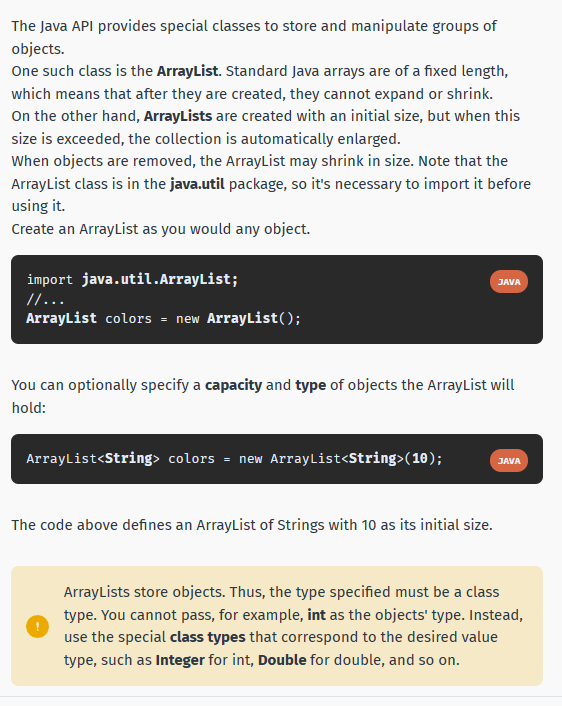 The Java API provides special classes to store and manipulate groups of
objects.
One such class is the ArrayList. Standard Java arrays are of a fixed length,
which means that after they are created, they cannot expand or shrink.
On the other hand, ArrayLists are created with an initial size, but when this
size is exceeded, the collection is automatically enlarged.
When objects are removed, the ArrayList may shrink in size. Note that the
ArrayList class is in the java.util package, so it's necessary to import it before
using it.
Create an ArrayList as you would any object.
import java.util.ArrayList;
JAVA
//...
ArrayList colors = new ArrayList();
You can optionally specify a capacity and type of objects the ArrayList will
hold:
ArrayList<String> colors = new ArrayList<String>(10);
JAVA
The code above defines an ArrayList of Strings with 10 as its initial size.
ArrayLists store objects. Thus, the type specified must be a class
type. You cannot pass, for example, int as the objects' type. Instead,
!
use the special class types that correspond to the desired value
type, such as Integer for int, Double for double, and so on.